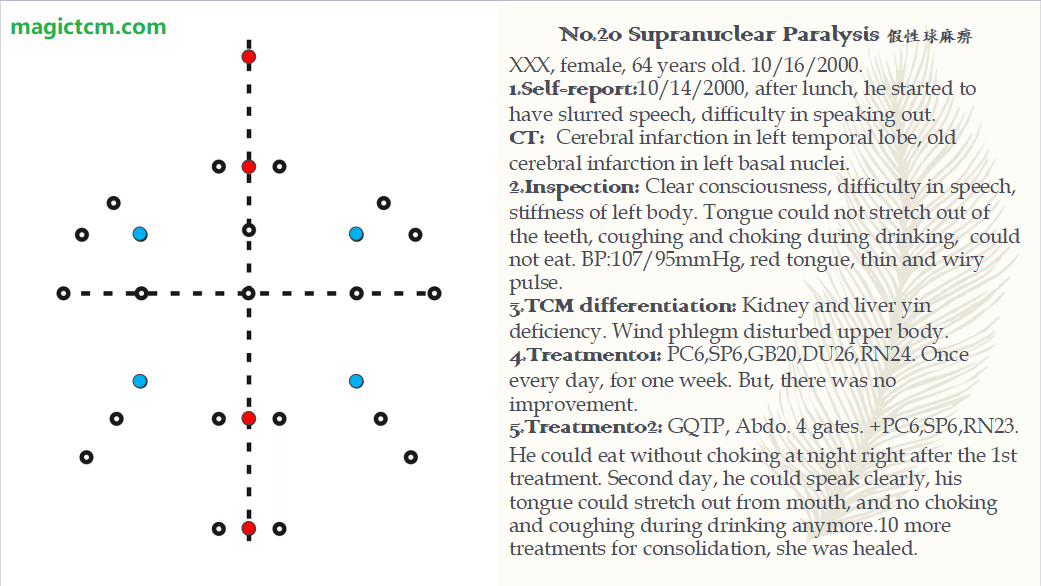 magictcm.com
No.20 Supranuclear Paralysis 假性球麻痹
XXX, female, 64 years old. 10/16/2000.
1.Self-report:10/14/2000, after lunch, he started to
have slurred speech, difficulty in speaking out.
CT: Cerebral infarction in left temporal lobe, old
cerebral infarction in left basal nuclei.
2.Inspection: Clear consciousness, difficulty in speech,
stiffness of left body. Tongue could not stretch out of
the teeth, coughing and choking during drinking, could
not eat. BP:107/95mmHg, red tongue, thin and wiry
pulse.
3.TCM differentiation: Kidney and liver yin
deficiency. Wind phlegm disturbed upper body.
4.Treatment01: PC6,SP6,GB20,DU26,RN24. Once
every day, for one week. But, there was no
improvement.
5.Treatment02: GQTP, Abdo. 4 gates. +PC6,SP6,RN23.
He could eat without choking at night right after the 1st
treatment. Second day, he could speak clearly, his
tongue could stretch out from mouth, and no choking
and coughing during drinking anymore.10 more
treatments for consolidation, she was healed.